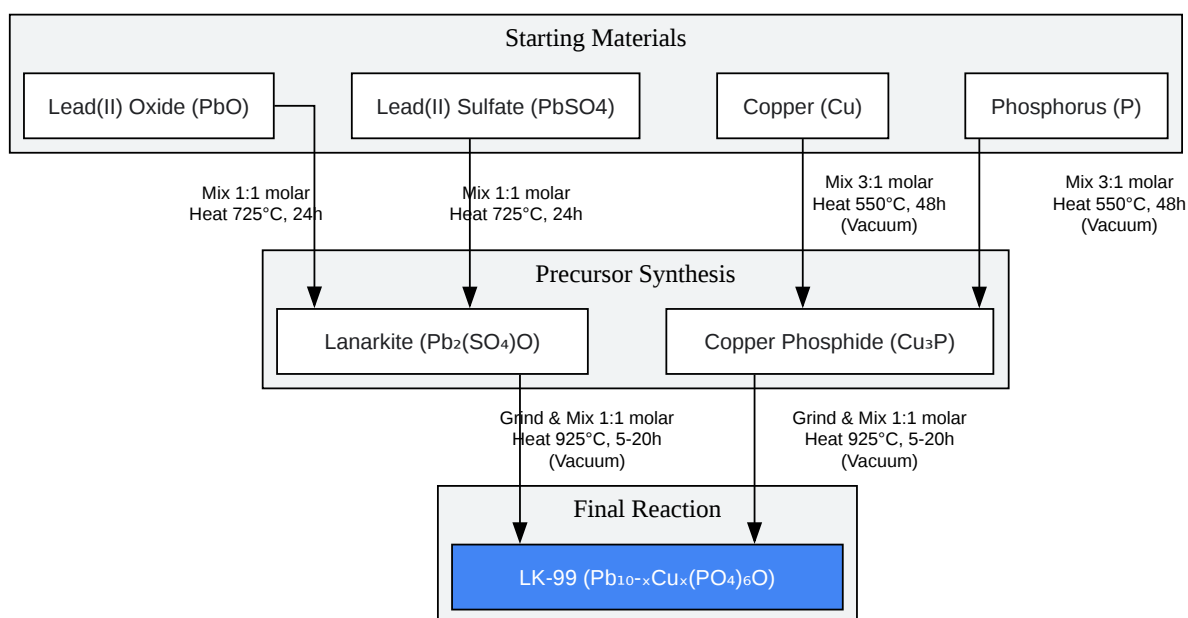 Starting Materials
Lead(II) Oxide (PbO)
Lead(II) Sulfate (PbSO4)
Copper (Cu)
Phosphorus (P)
Mix 1:1 molar
Heat 725°C, 24h
Mix 1:1 molar
Heat 725°C, 24h
Mix 3:1 molar
Heat 550°C, 48h
(Vacuum)
Mix 3:1 molar
Heat 550°C, 48h
(Vacuum)
Precursor Synthesis
Lanarkite (Pb₂(SO₄)O)
Copper Phosphide (Cu₃P)
Grind & Mix 1:1 molar
Heat 925°C, 5-20h
(Vacuum)
Grind & Mix 1:1 molar
Heat 925°C, 5-20h
(Vacuum)
Final Reaction
LK-99 (Pb₁₀-ₓCuₓ(PO₄)₆O)